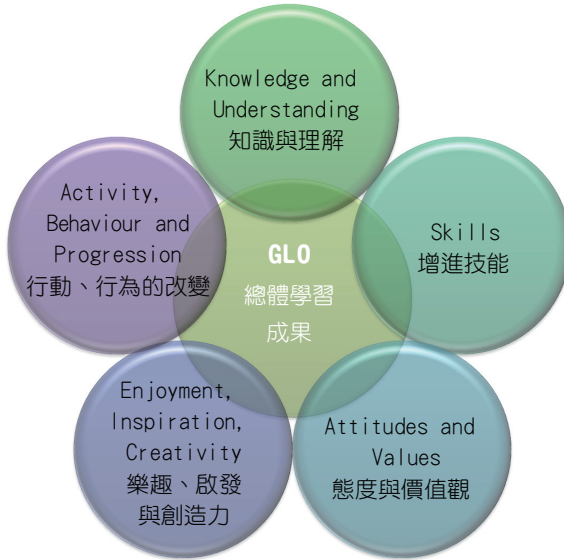 Knowledge and
Understanding
知識與理解
Skills
增進技能
Attitudes and
Values
態度與價值觀
Enjoyment,
Inspiration,
Creativity
樂趣、啟發
與創造力
Activity,
Behaviour and
Progression
行動、行為的改變
GLO
總體學習
成果